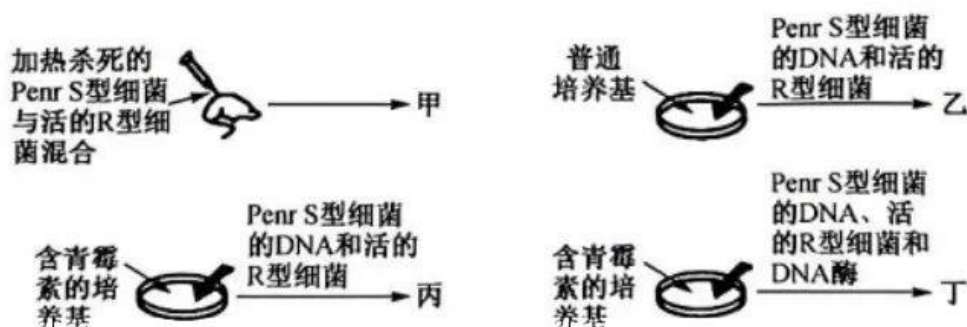 加热杀死的
Penr S型细菌
与活的R型细
菌混合
甲
普通
培养基
Penr S型细菌
的DNA和活的
R型细菌
乙
含青霉
素的培
养基
Penr S型细菌
的DNA和活的
R型细菌
丙
含青霉
素的培
养基
Penr S型细菌
的DNA、活
的R型细菌和
DNA酶
丁